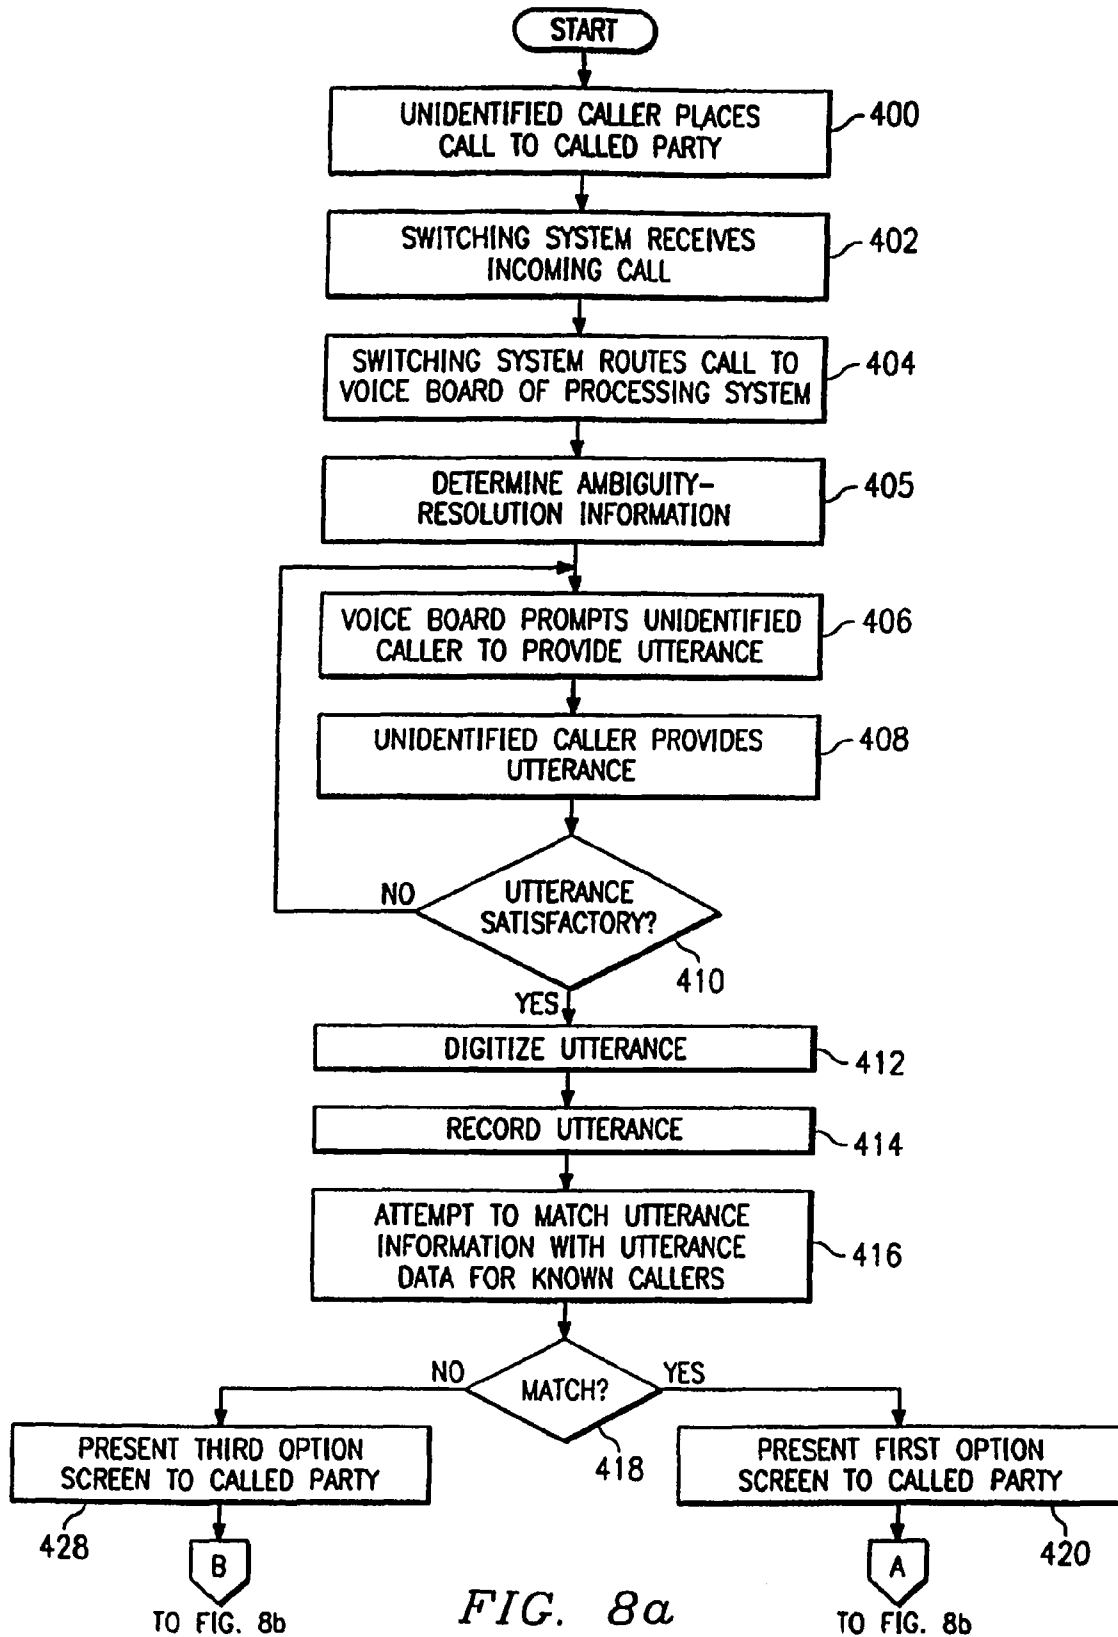 START
UNIDENTIFIED CALLER PLACES
CALL TO CALLED PARTY
400
SWITCHING SYSTEM RECEIVES
INCOMING CALL
402
SWITCHING SYSTEM ROUTES CALL TO
VOICE BOARD OF PROCESSING SYSTEM
404
DETERMINE AMBIGUITY-
RESOLUTION INFORMATION
405
VOICE BOARD PROMPTS UNIDENTIFIED
CALLER TO PROVIDE UTTERANCE
406
UNIDENTIFIED CALLER PROVIDES
UTTERANCE
408
NO
UTTERANCE
SATISFACTORY?
410
YES
DIGITIZE UTTERANCE
412
RECORD UTTERANCE
414
ATTEMPT TO MATCH UTTERANCE
INFORMATION WITH UTTERANCE
DATA FOR KNOWN CALLERS
416
NO
MATCH?
YES
418
PRESENT THIRD OPTION
SCREEN TO CALLED PARTY
428
PRESENT FIRST OPTION
SCREEN TO CALLED PARTY
420
B
TO FIG. 8b
A
TO FIG. 8b
FIG. 8a